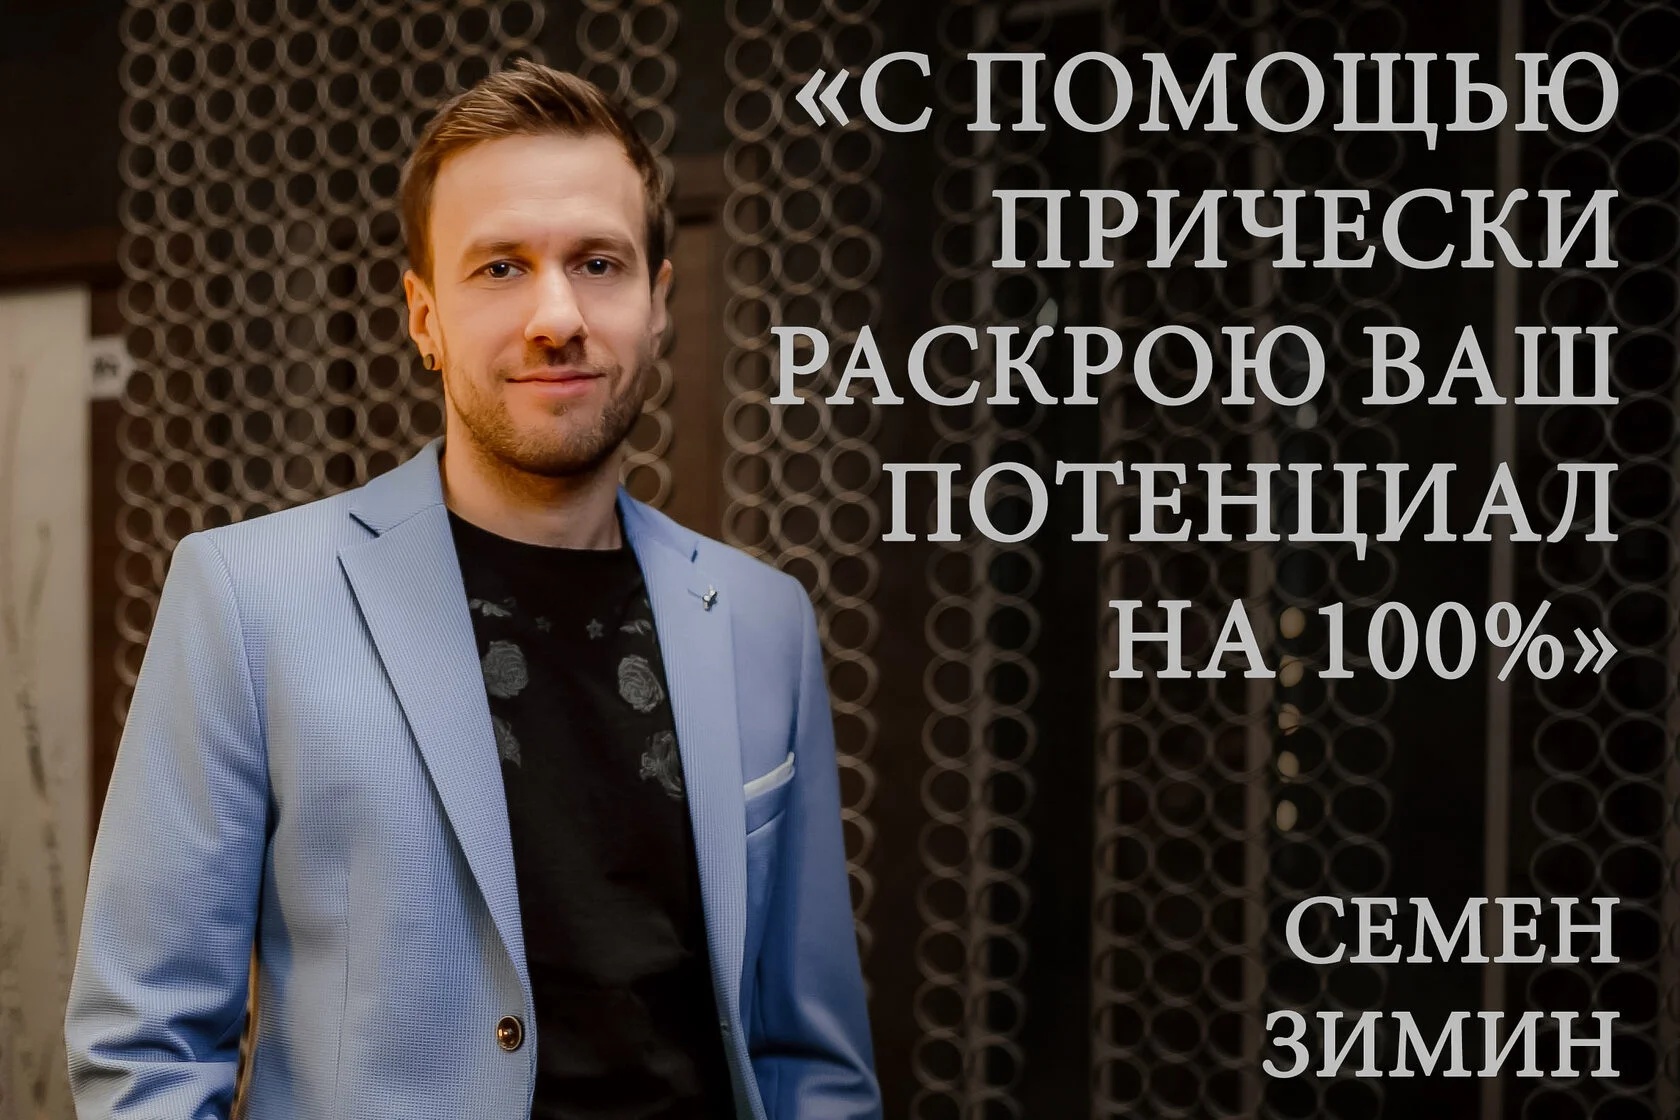 «С ПОМОЩЬЮ
ПРИЧЕСКИ
РАСКРОЮ ВАШ
ПОТЕНЦИАЛ
НА 100%»
СЕМЕН
ЗИМИН